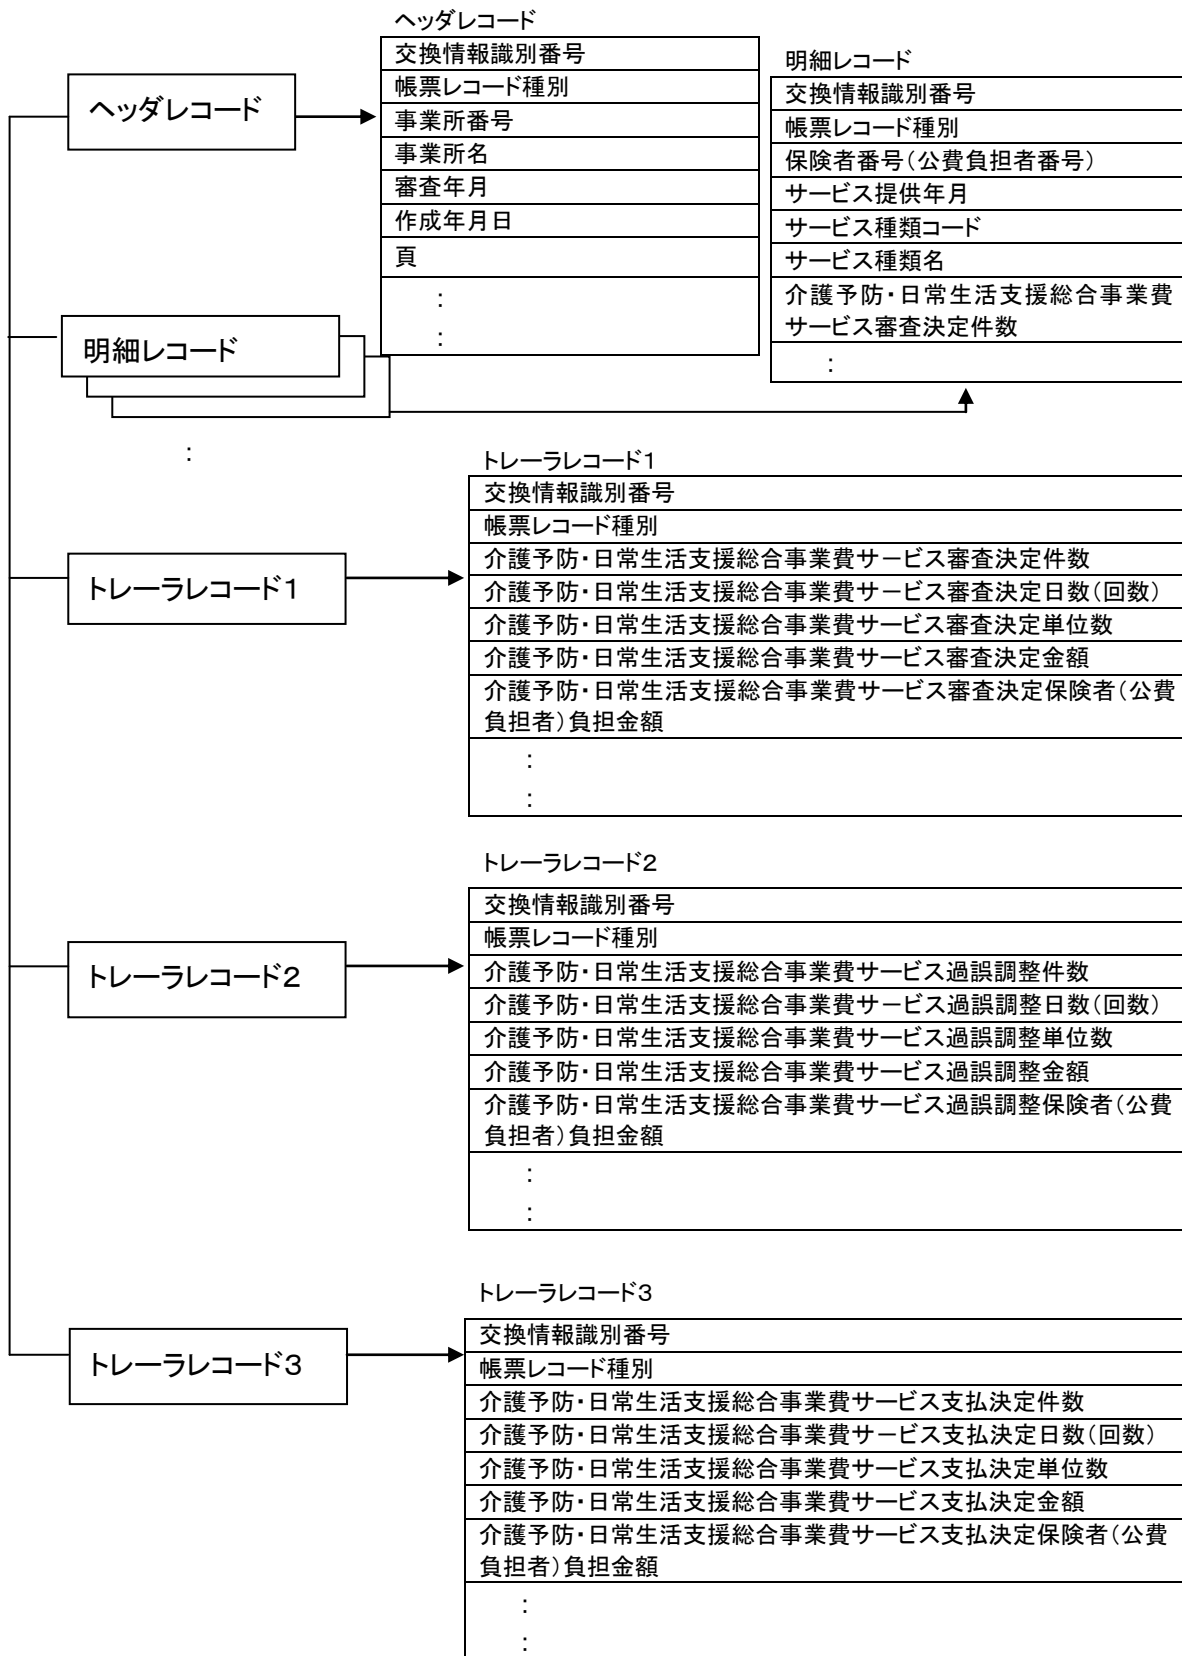 ヘッダレコード
ヘッダレコード
交換情報識別番号
帳票レコード種別
事業所番号
事業所名
審査年月
作成年月日
頁
:
:
明細レコード
:
明細レコード
交換情報識別番号
帳票レコード種別
保険者番号(公費負担者番号)
サービス提供年月
サービス種類コード
サービス種類名
介護予防・日常生活支援総合事業費
サービス審査決定件数
:
トレーラレコード1
トレーラレコード1
交換情報識別番号
帳票レコード種別
介護予防・日常生活支援総合事業費サービス審査決定件数
介護予防・日常生活支援総合事業費サービス審査決定日数(回数)
介護予防・日常生活支援総合事業費サービス審査決定単位数
介護予防・日常生活支援総合事業費サービス審査決定金額
介護予防・日常生活支援総合事業費サービス審査決定保険者(公費
負担者)負担金額
:
:
トレーラレコード2
トレーラレコード2
交換情報識別番号
帳票レコード種別
介護予防・日常生活支援総合事業費サービス過誤調整件数
介護予防・日常生活支援総合事業費サービス過誤調整日数(回数)
介護予防・日常生活支援総合事業費サービス過誤調整単位数
介護予防・日常生活支援総合事業費サービス過誤調整金額
介護予防・日常生活支援総合事業費サービス過誤調整保険者(公費
負担者)負担金額
:
:
トレーラレコード3
トレーラレコード3
交換情報識別番号
帳票レコード種別
介護予防・日常生活支援総合事業費サービス支払決定件数
介護予防・日常生活支援総合事業費サービス支払決定日数(回数)
介護予防・日常生活支援総合事業費サービス支払決定単位数
介護予防・日常生活支援総合事業費サービス支払決定金額
介護予防・日常生活支援総合事業費サービス支払決定保険者(公費
負担者)負担金額
:
: